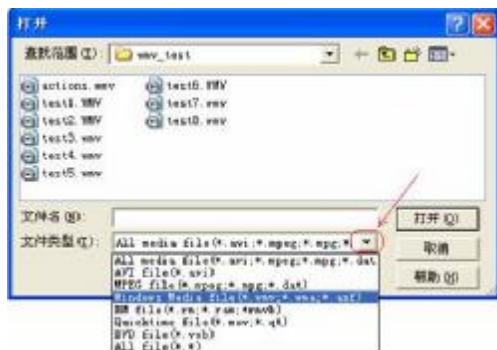 打开
查找范围(I): wmv_test
actions.wmv test6.WMV
test1.WMV test7.wmv
test2.WMV test8.wmv
test3.wmv
test4.wmv
test5.wmv
文件名(N): 打开(O)
文件类型(T): All media file(*.avi;*.mpeg;*.mpg;* 取消
All media file(*.avi;*.mpeg;*.mpg;*.dat
AVI file(*.avi)
MPEG file(*.mpeg;*.mpg;*.dat)
Windows Media file(*.wmv;*.wma;*.asf)
帮助(H)
RM file(*.rm;*.ram;*rmvb)
Quicktime file(*.mov;*.qt)
DVD file(*.vob)
All file(*.*)